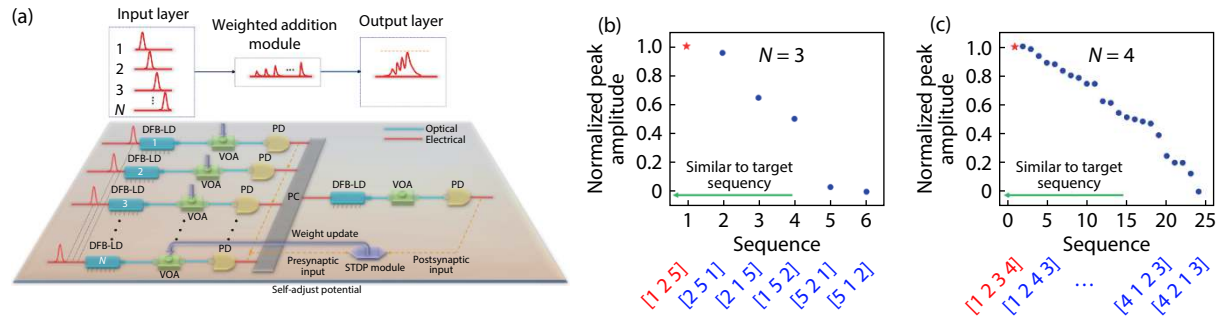 (a)
Input layer
Weighted addition
module
Output layer
1
2
3
N
...
DFB-LD
VOA
PD
Optical
Electrical
1
DFB-LD
VOA
PD
2
DFB-LD
VOA
PD
3
PC
DFB-LD
VOA
PD
DFB-LD
VOA
PD
N
Weight update
Presynaptic
input
STDP module
Postsynaptic
input
Self-adjust potential
(b)
N = 3
Normalized peak
amplitude
1.0
0.8
0.6
0.4
0.2
0
Similar to target
sequency
1 2 3 4 5 6
Sequence
[1 2 5]
[2 5 1]
[2 1 5]
[1 5 2]
[5 2 1]
[5 1 2]
(c)
N = 4
Normalized peak
amplitude
1.0
0.8
0.6
0.4
0.2
0
Similar to target
sequency
0 5 10 15 20 25
Sequence
[1 2 3 4]
[1 2 4 3]
...
[4 1 2 3]
[4 2 1 3]